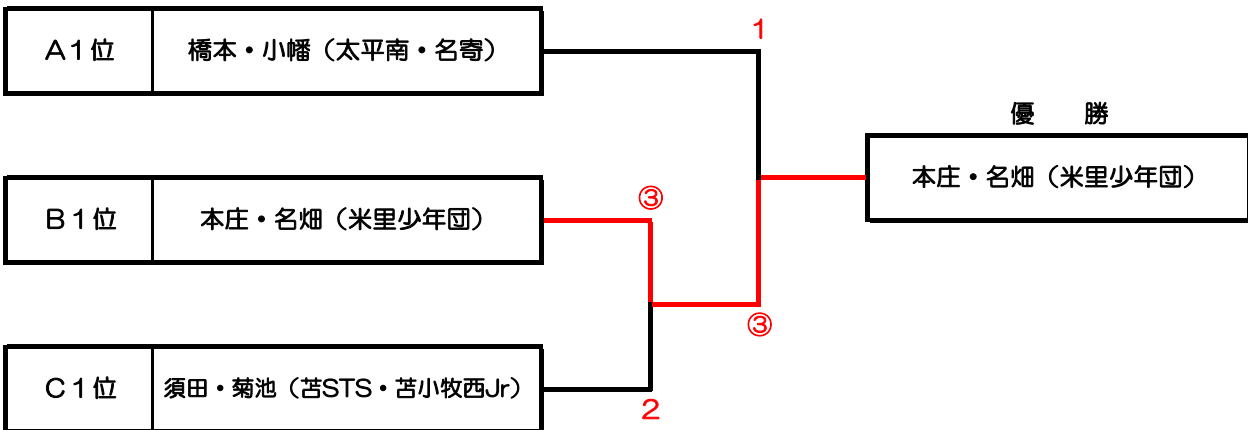 1
A1位 橋本・小幡（太平南・名寄）
優　勝
本庄・名畑（米里少年団）
③
B1位 本庄・名畑（米里少年団）
③
C1位 須田・菊池（苫STS・苫小牧西Jr）
2